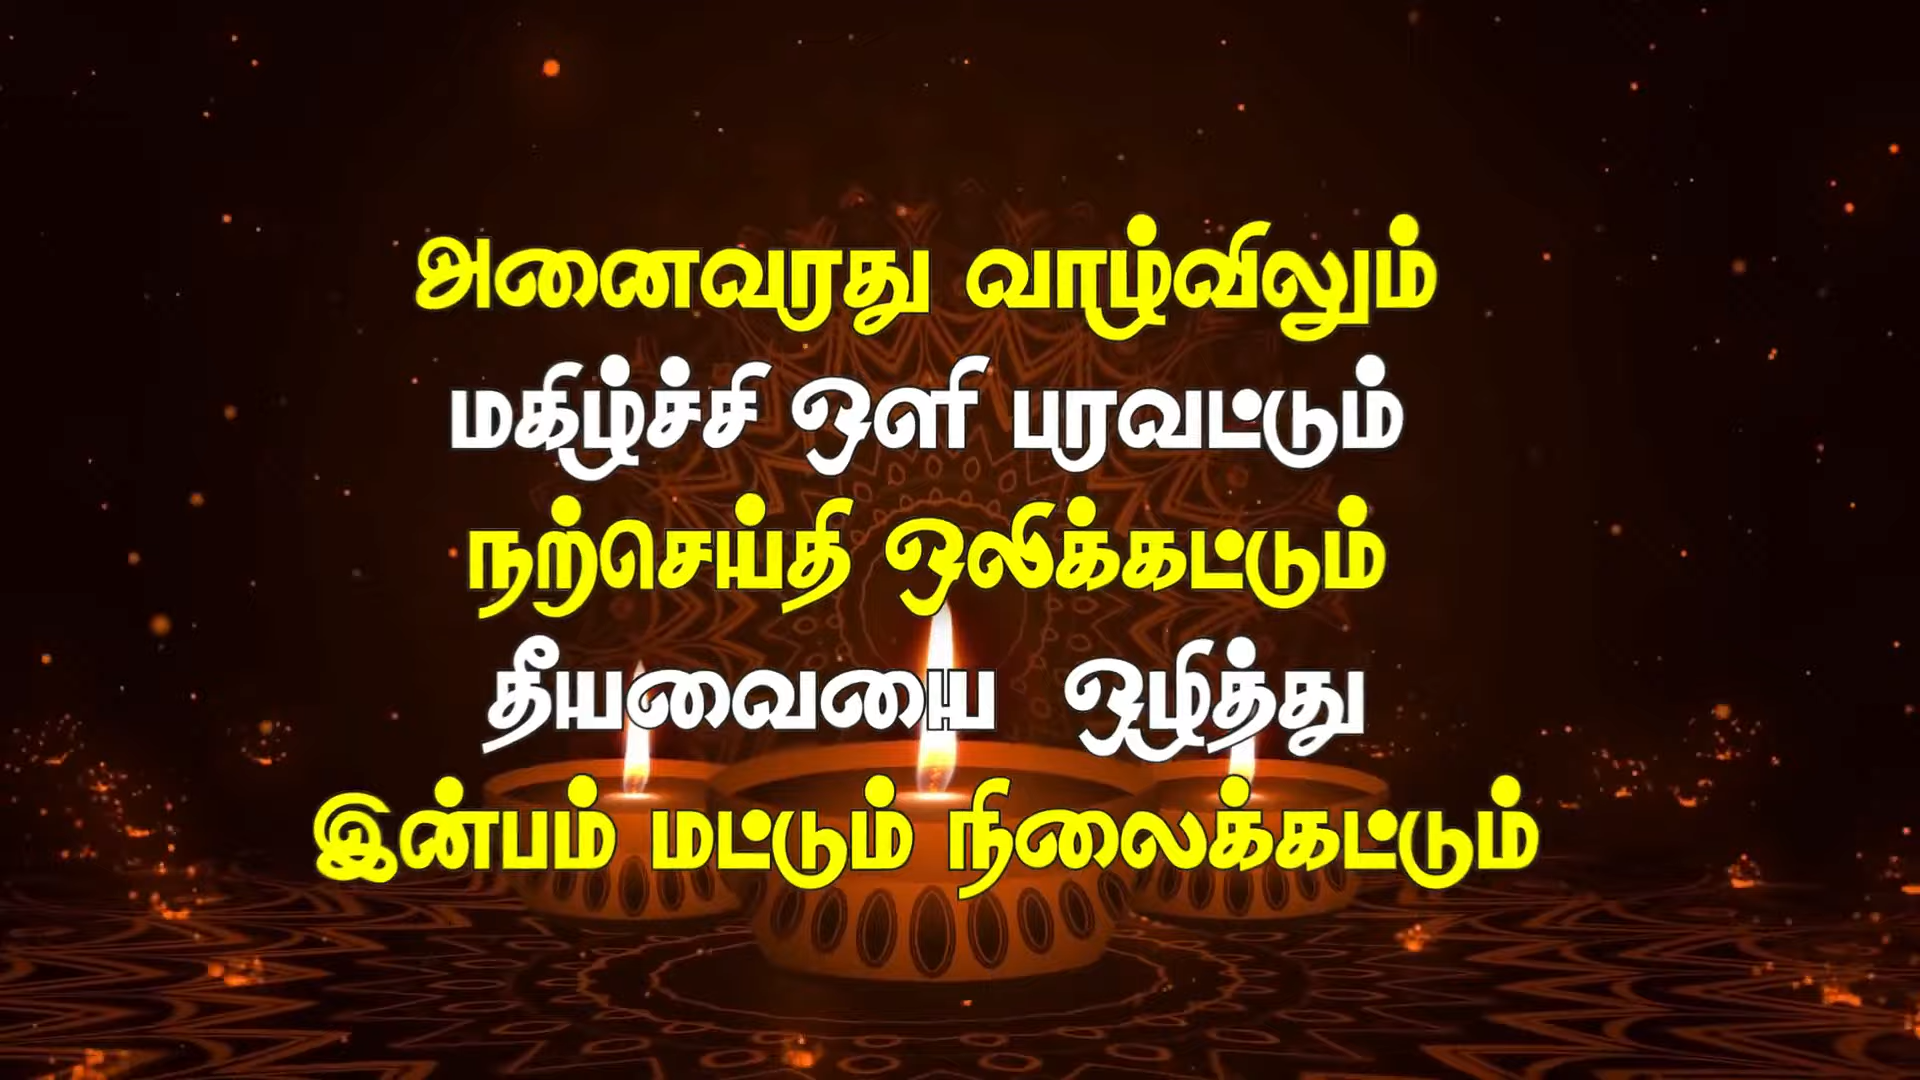 அனைவரது வாழ்விலும்
மகிழ்ச்சி ஒளி பரவட்டும்
நற்செய்தி ஒலிக்கட்டும்
தீயவையை ஒழித்து
இன்பம் மட்டும் நிலைக்கட்டும்